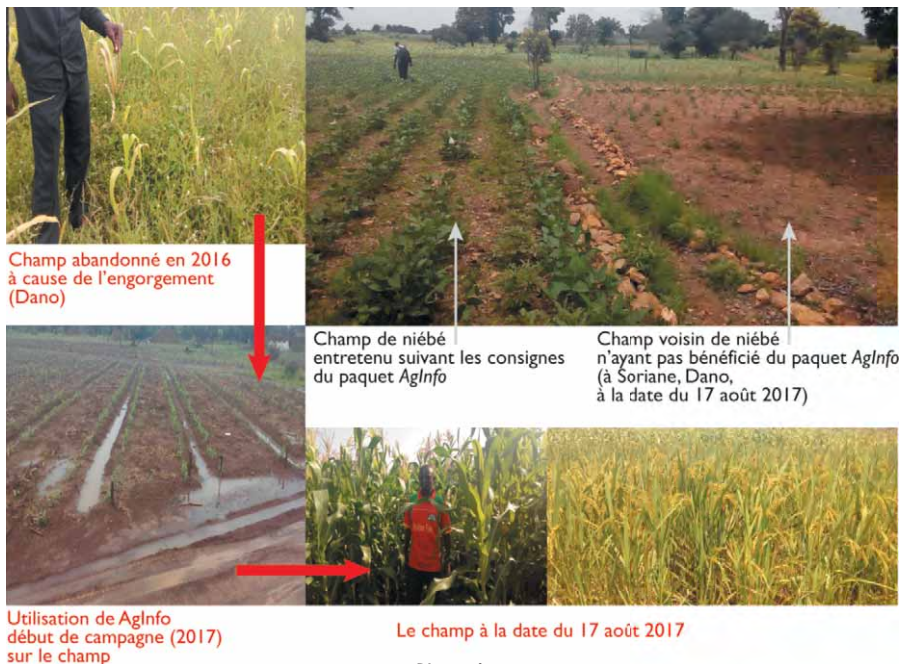 Champ abandonné en 2016
à cause de l'engorgement
(Dano)
Champ de niébé
entretenu suivant les consignes
du paquet AgInfo
Champ voisin de niébé
n'ayant pas bénéficié du paquet AgInfo
(à Soriane, Dano,
à la date du 17 août 2017)
Utilisation de AgInfo
début de campagne (2017)
sur le champ
Le champ à la date du 17 août 2017